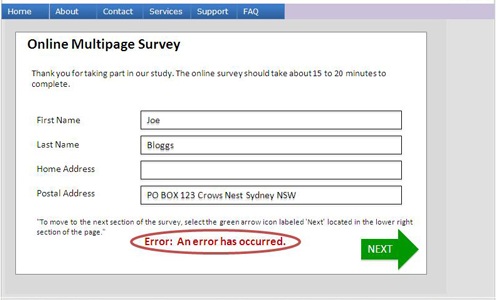 Home About Contact Services Support FAQ
Online Multipage Survey
Thank you for taking part in our study. The online survey should take about 15 to 20 minutes to
complete.
First Name Joe
Last Name Bloggs
Home Address
Postal Address PO BOX 123 Crows Nest Sydney NSW
"To move to the next section of the survey, select the green arrow icon labeled 'Next' located in the lower right
section of the page."
Error: An error has occurred.
NEXT